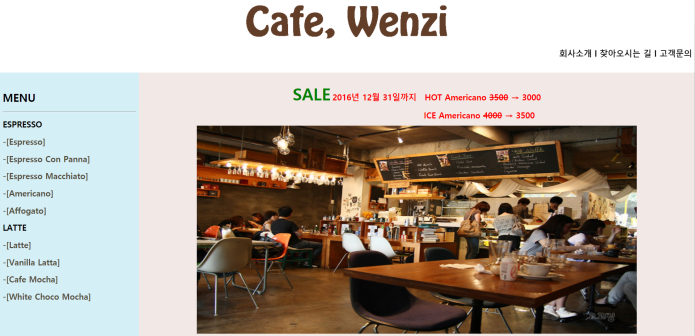 Cafe, Wenzi
회사소개 I 찾아오시는 길 I 고객문의
MENU
ESPRESSO
-[Espresso]
-[Espresso Con Panna]
-[Espresso Macchiato]
-[Americano]
-[Affogato]
LATTE
-[Latte]
-[Vanilla Latta]
-[Cafe Mocha]
-[White Choco Mocha]
SALE 2016년 12월 31일까지 HOT Americano 3500 → 3000
ICE Americano 4000 → 3500